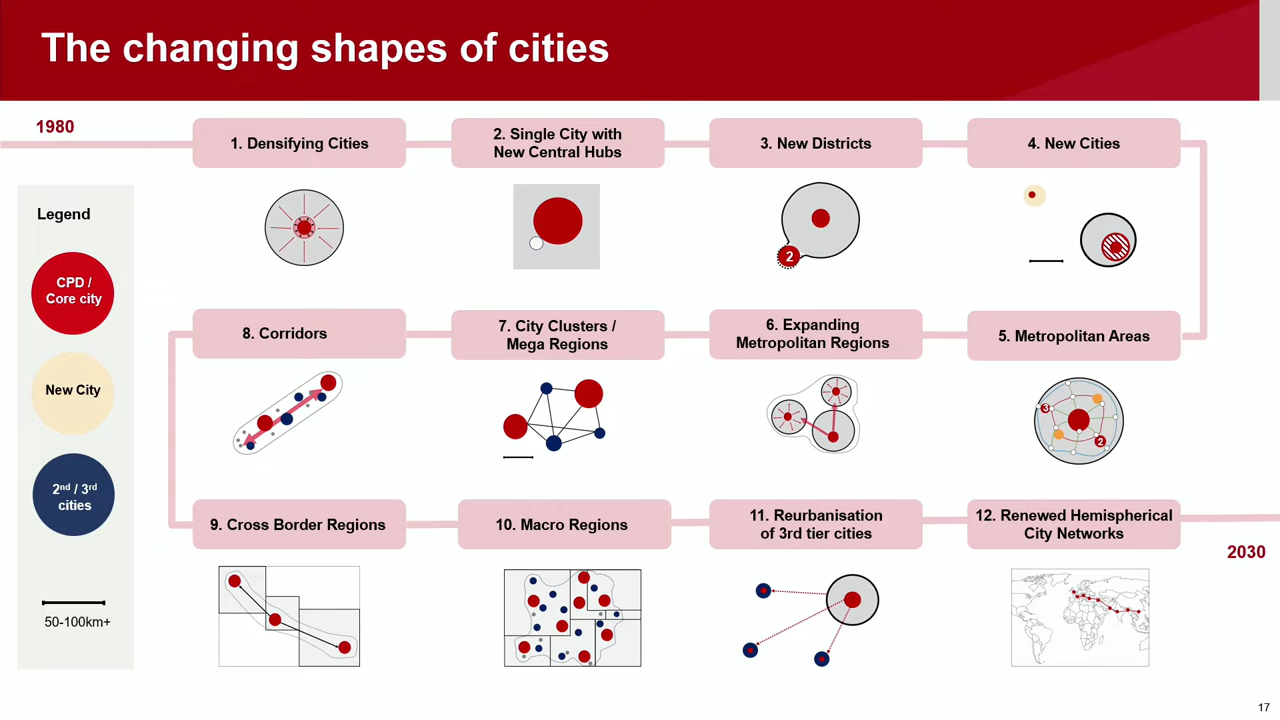 The changing shapes of cities
1980
1. Densifying Cities
2. Single City with
New Central Hubs
3. New Districts
4. New Cities
Legend
CPD /
Core city
New City
2nd / 3rd
cities
50-100km+
2
8. Corridors
7. City Clusters /
Mega Regions
6. Expanding
Metropolitan Regions
5. Metropolitan Areas
3
2
9. Cross Border Regions
10. Macro Regions
11. Reurbanisation
of 3rd tier cities
12. Renewed Hemispherical
City Networks
2030
17